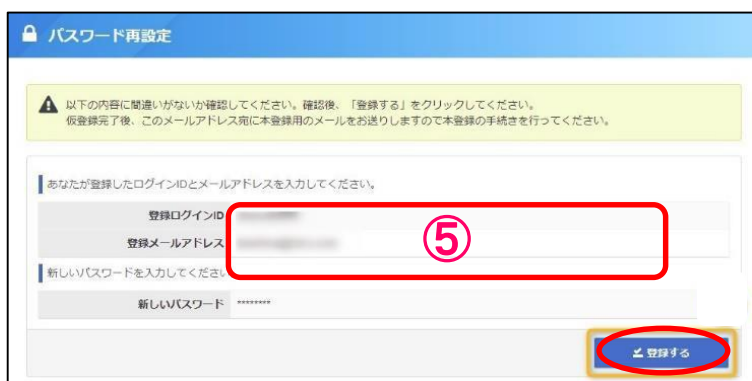 パスワード再設定
以下の内容に間違いがないか確認してください。確認後、「登録する」をクリックしてください。
仮登録完了後、このメールアドレス宛に本登録用のメールをお送りしますので本登録の手続きを行ってください。
あなたが登録したログインIDとメールアドレスを入力してください。
登録ログインID
登録メールアドレス
⑤
新しいパスワードを入力してください
新しいパスワード ********
登録する